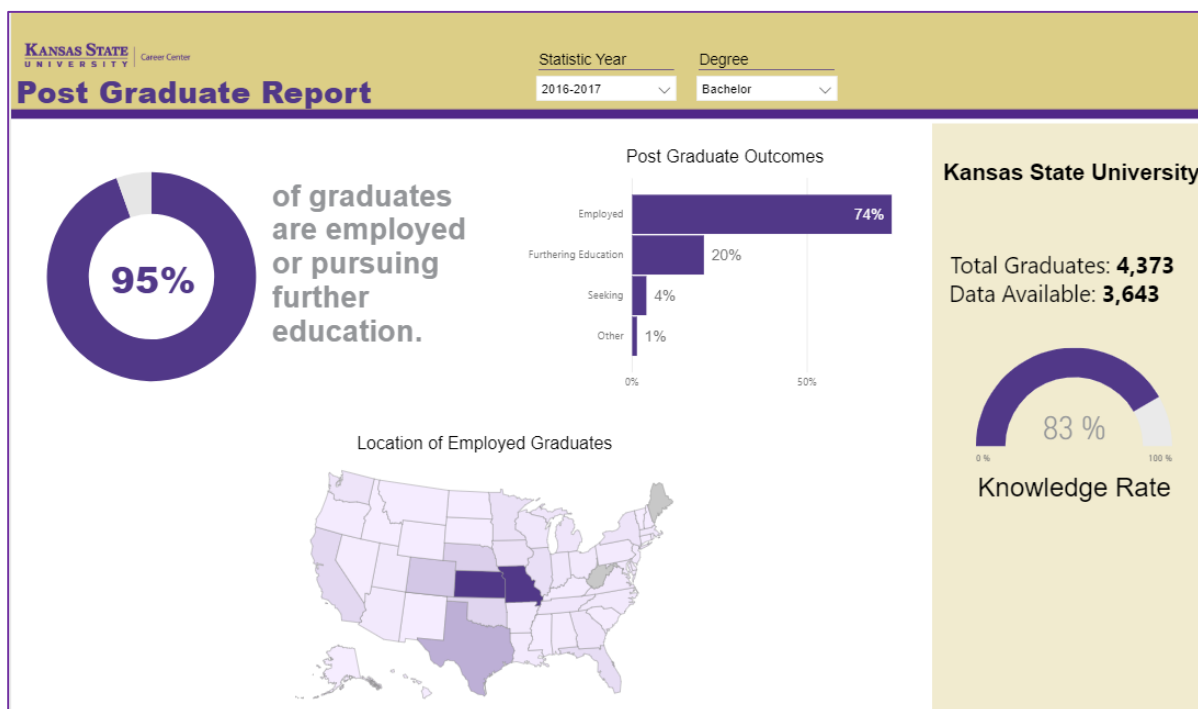 KANSAS STATE
UNIVERSITY
Career Center
Post Graduate Report
Statistic Year
2016-2017
Degree
Bachelor
95%
of graduates
are employed
or pursuing
further
education.
Post Graduate Outcomes
Employed 74%
Furthering Education 20%
Seeking 4%
Other 1%
0% 50%
Kansas State University
Total Graduates: 4,373
Data Available: 3,643
83 %
0 % 100 %
Knowledge Rate
Location of Employed Graduates